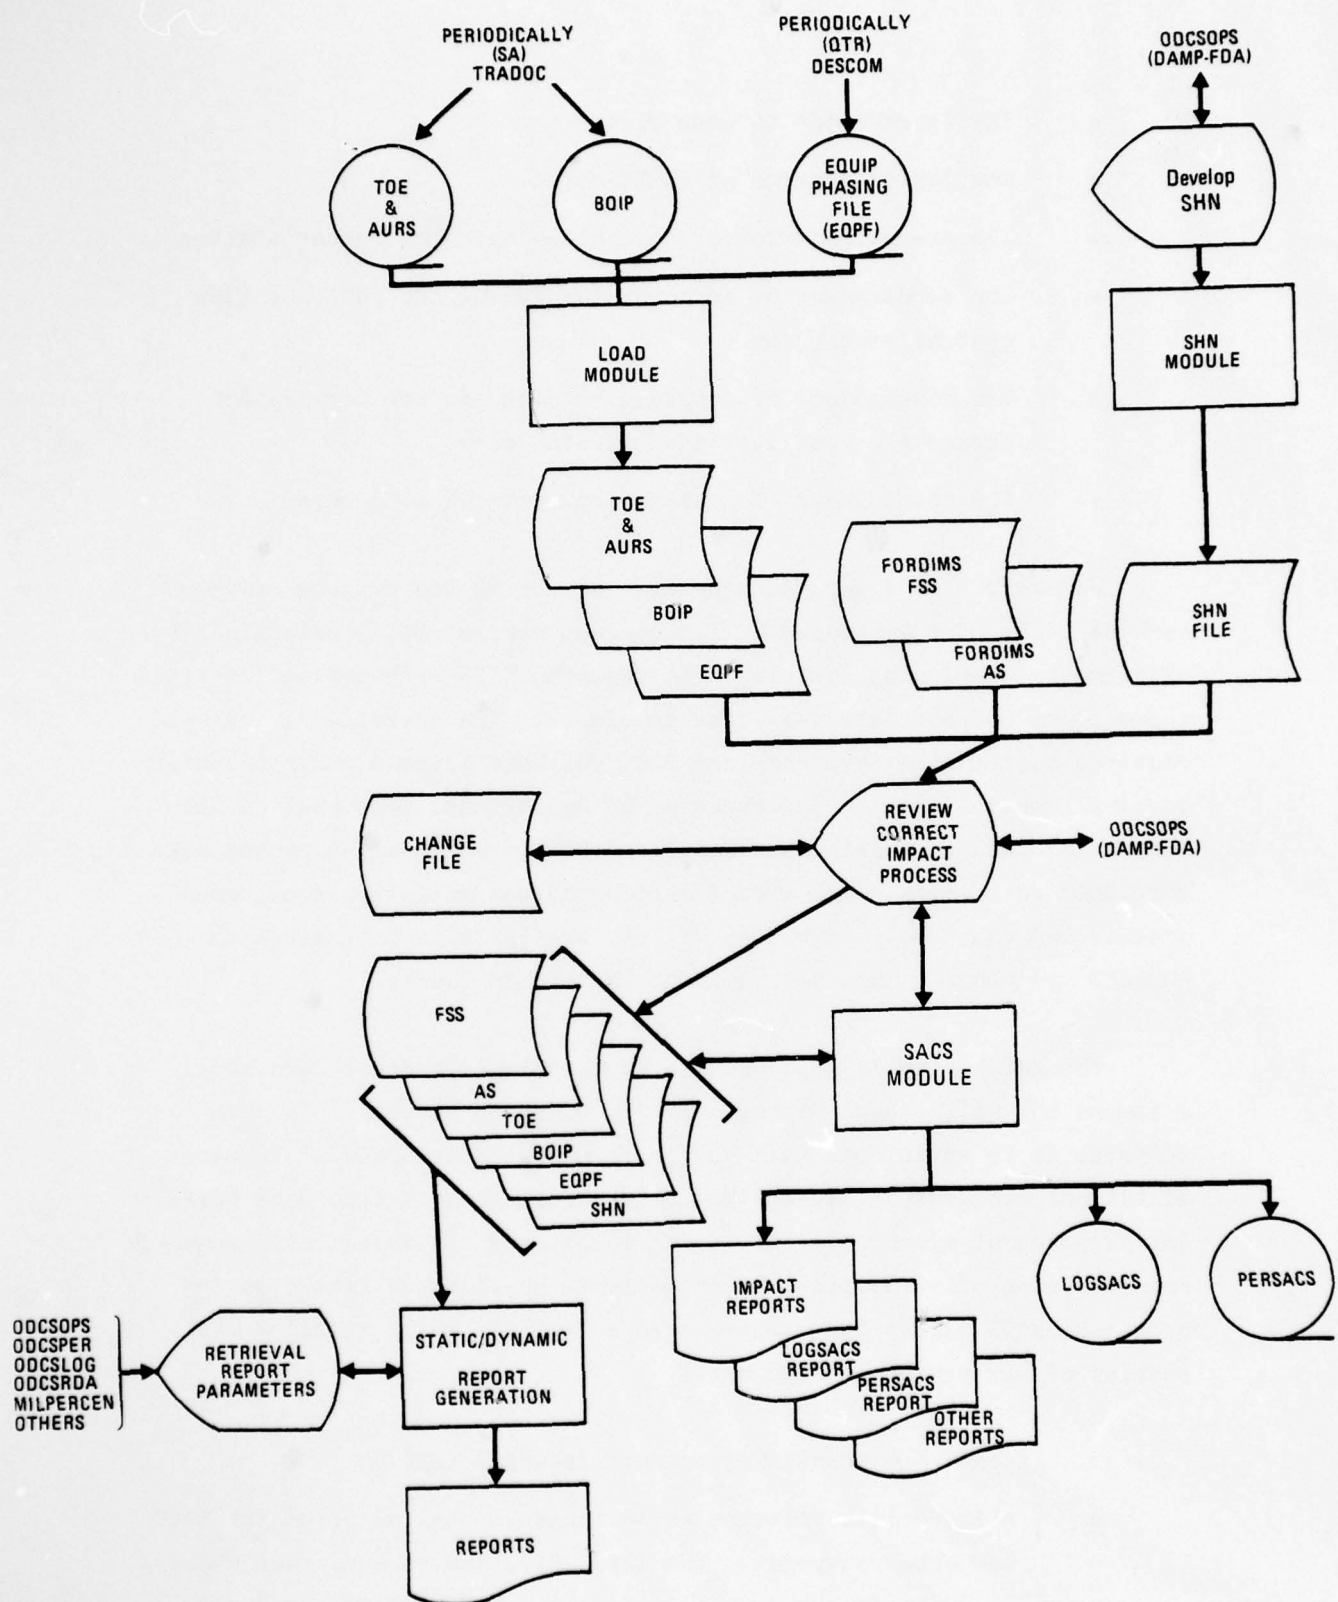 PERIODICALLY
(SA)
TRADOC
PERIODICALLY
(QTR)
DESCOM
ODCSOPS
(DAMP-FDA)
TOE
&
AURS
BOIP
EQUIP
PHASING
FILE
(EQPF)
Develop
SHN
LOAD
MODULE
SHN
MODULE
TOE
&
AURS
BOIP
EQPF
FORDIMS
FSS
FORDIMS
AS
SHN
FILE
CHANGE
FILE
REVIEW
CORRECT
IMPACT
PROCESS
ODCSOPS
(DAMP-FDA)
FSS
AS
TOE
BOIP
EQPF
SHN
SACS
MODULE
IMPACT
REPORTS
LOGSACS
REPORT
PERSACS
REPORT
OTHER
REPORTS
LOGSACS
PERSACS
ODCSOPS
ODCSPER
ODCSLOG
ODCSRDA
MILPERCEN
OTHERS
RETRIEVAL
REPORT
PARAMETERS
STATIC/DYNAMIC
REPORT
GENERATION
REPORTS